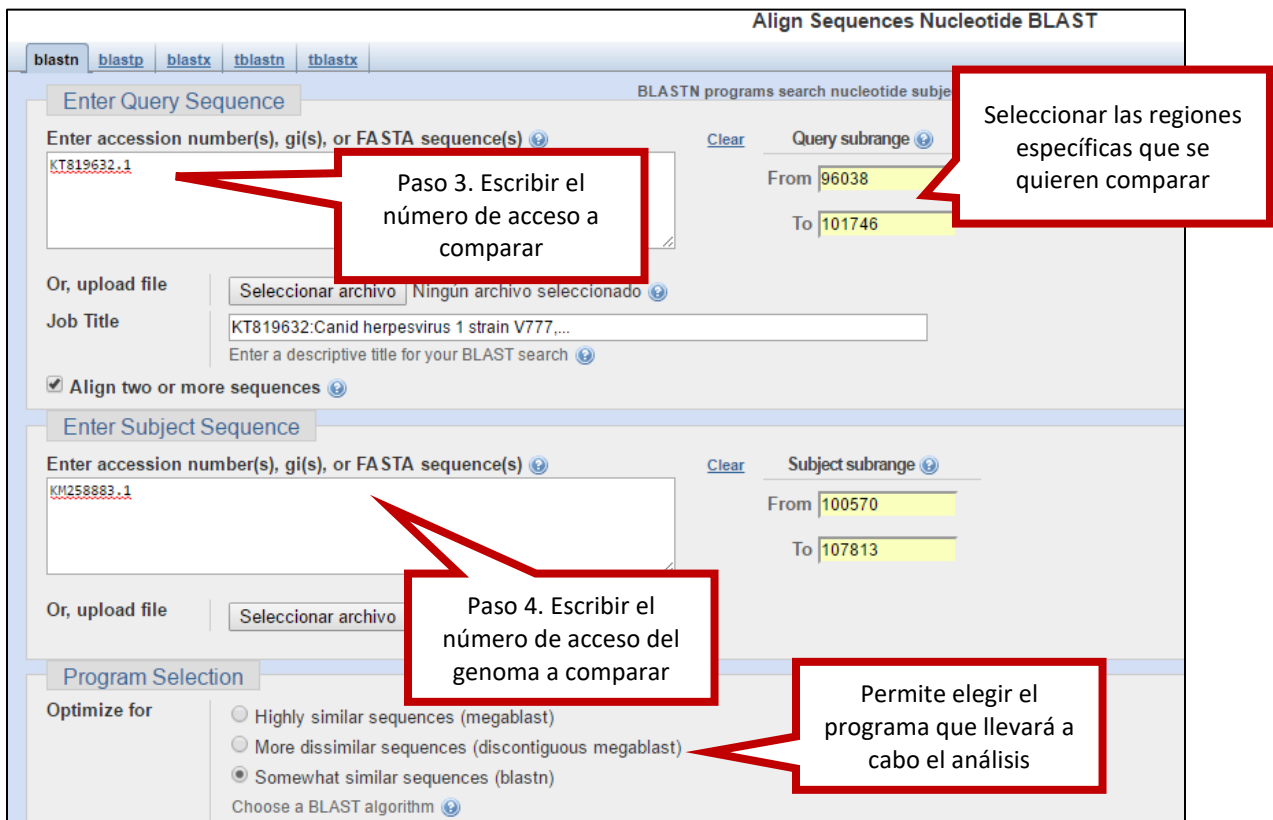 Align Sequences Nucleotide BLAST
blastn blastp blastx tblastn tblastx
Enter Query Sequence
BLASTN programs search nucleotide
Enter accession number(s), gi(s), or FASTA sequence(s)
Clear
Query subrange
KT819632.1
From 96038
To 101746
Seleccionar las regiones
específicas que se
quieren comparar
Paso 3. Escribir el
número de acceso a
comparar
Or, upload file
Seleccionar archivo Ningún archivo seleccionado
Job Title
KT819632:Canid herpesvirus 1 strain V777,...
Enter a descriptive title for your BLAST search
Align two or more sequences
Enter Subject Sequence
Enter accession number(s), gi(s), or FASTA sequence(s)
Clear
Subject subrange
KM258883.1
From 100570
To 107813
Paso 4. Escribir el
número de acceso del
genoma a comparar
Or, upload file
Seleccionar archivo
Program Selection
Optimize for
Highly similar sequences (megablast)
More dissimilar sequences (discontiguous megablast)
Somewhat similar sequences (blastn)
Choose a BLAST algorithm
Permite elegir el
programa que llevará a
cabo el análisis